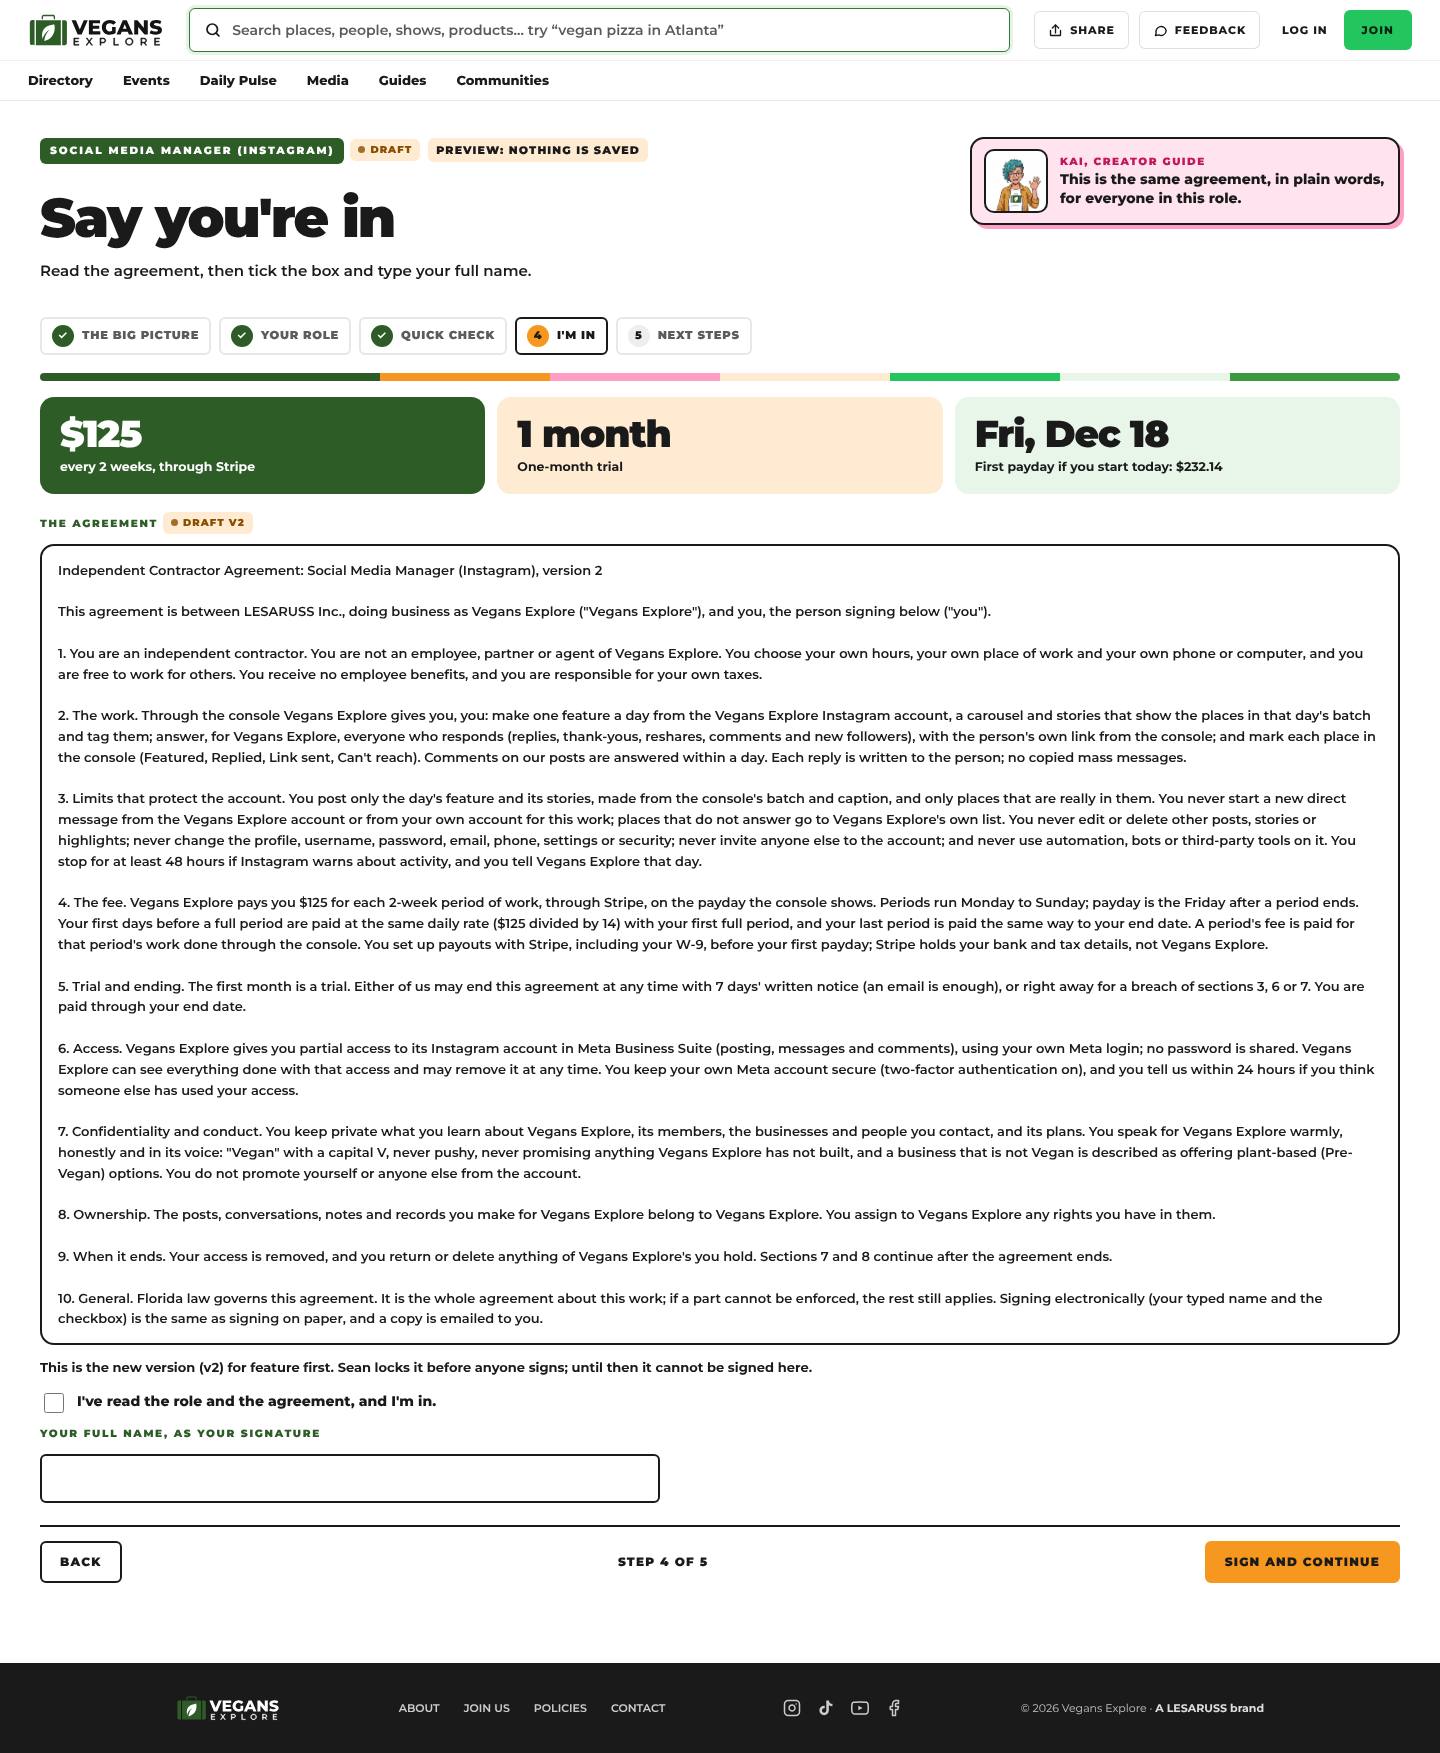 VEGANS
EXPLORE
Search places, people, shows, products... try “vegan pizza in Atlanta”
SHARE
FEEDBACK
LOG IN
JOIN
Directory
Events
Daily Pulse
Media
Guides
Communities
SOCIAL MEDIA MANAGER (INSTAGRAM)
DRAFT
PREVIEW: NOTHING IS SAVED
KAI, CREATOR GUIDE
This is the same agreement, in plain words,
for everyone in this role.
Say you're in
Read the agreement, then tick the box and type your full name.
THE BIG PICTURE
YOUR ROLE
QUICK CHECK
4 I'M IN
5 NEXT STEPS
$125
every 2 weeks, through Stripe
1 month
One-month trial
Fri, Dec 18
First payday if you start today: $232.14
THE AGREEMENT
DRAFT V2
Independent Contractor Agreement: Social Media Manager (Instagram), version 2
This agreement is between LESARUSS Inc., doing business as Vegans Explore ("Vegans Explore"), and you, the person signing below ("you").
1. You are an independent contractor. You are not an employee, partner or agent of Vegans Explore. You choose your own hours, your own place of work and your own phone or computer, and you
are free to work for others. You receive no employee benefits, and you are responsible for your own taxes.
2. The work. Through the console Vegans Explore gives you, you: make one feature a day from the Vegans Explore Instagram account, a carousel and stories that show the places in that day's batch
and tag them; answer, for Vegans Explore, everyone who responds (replies, thank-yous, reshares, comments and new followers), with the person's own link from the console; and mark each place in
the console (Featured, Replied, Link sent, Can't reach). Comments on our posts are answered within a day. Each reply is written to the person; no copied mass messages.
3. Limits that protect the account. You post only the day's feature and its stories, made from the console's batch and caption, and only places that are really in them. You never start a new direct
message from the Vegans Explore account or from your own account for this work; places that do not answer go to Vegans Explore's own list. You never edit or delete other posts, stories or
highlights; never change the profile, username, password, email, phone, settings or security; never invite anyone else to the account; and never use automation, bots or third-party tools on it. You
stop for at least 48 hours if Instagram warns about activity, and you tell Vegans Explore that day.
4. The fee. Vegans Explore pays you $125 for each 2-week period of work, through Stripe, on the payday the console shows. Periods run Monday to Sunday; payday is the Friday after a period ends.
Your first days before a full period are paid at the same daily rate ($125 divided by 14) with your first full period, and your last period is paid the same way to your end date. A period's fee is paid for
that period's work done through the console. You set up payouts with Stripe, including your W-9, before your first payday; Stripe holds your bank and tax details, not Vegans Explore.
5. Trial and ending. The first month is a trial. Either of us may end this agreement at any time with 7 days' written notice (an email is enough), or right away for a breach of sections 3, 6 or 7. You are
paid through your end date.
6. Access. Vegans Explore gives you partial access to its Instagram account in Meta Business Suite (posting, messages and comments), using your own Meta login; no password is shared. Vegans
Explore can see everything done with that access and may remove it at any time. You keep your own Meta account secure (two-factor authentication on), and you tell us within 24 hours if you think
someone else has used your access.
7. Confidentiality and conduct. You keep private what you learn about Vegans Explore, its members, the businesses and people you contact, and its plans. You speak for Vegans Explore warmly,
honestly and in its voice: "Vegan" with a capital V, never pushy, never promising anything Vegans Explore has not built, and a business that is not Vegan is described as offering plant-based (Pre-
Vegan) options. You do not promote yourself or anyone else from the account.
8. Ownership. The posts, conversations, notes and records you make for Vegans Explore belong to Vegans Explore. You assign to Vegans Explore any rights you have in them.
9. When it ends. Your access is removed, and you return or delete anything of Vegans Explore's you hold. Sections 7 and 8 continue after the agreement ends.
10. General. Florida law governs this agreement. It is the whole agreement about this work; if a part cannot be enforced, the rest still applies. Signing electronically (your typed name and the
checkbox) is the same as signing on paper, and a copy is emailed to you.
This is the new version (v2) for feature first. Sean locks it before anyone signs; until then it cannot be signed here.
I've read the role and the agreement, and I'm in.
YOUR FULL NAME, AS YOUR SIGNATURE
BACK
STEP 4 OF 5
SIGN AND CONTINUE
VEGANS
EXPLORE
ABOUT
JOIN US
POLICIES
CONTACT
© 2026 Vegans Explore · A LESARUSS brand